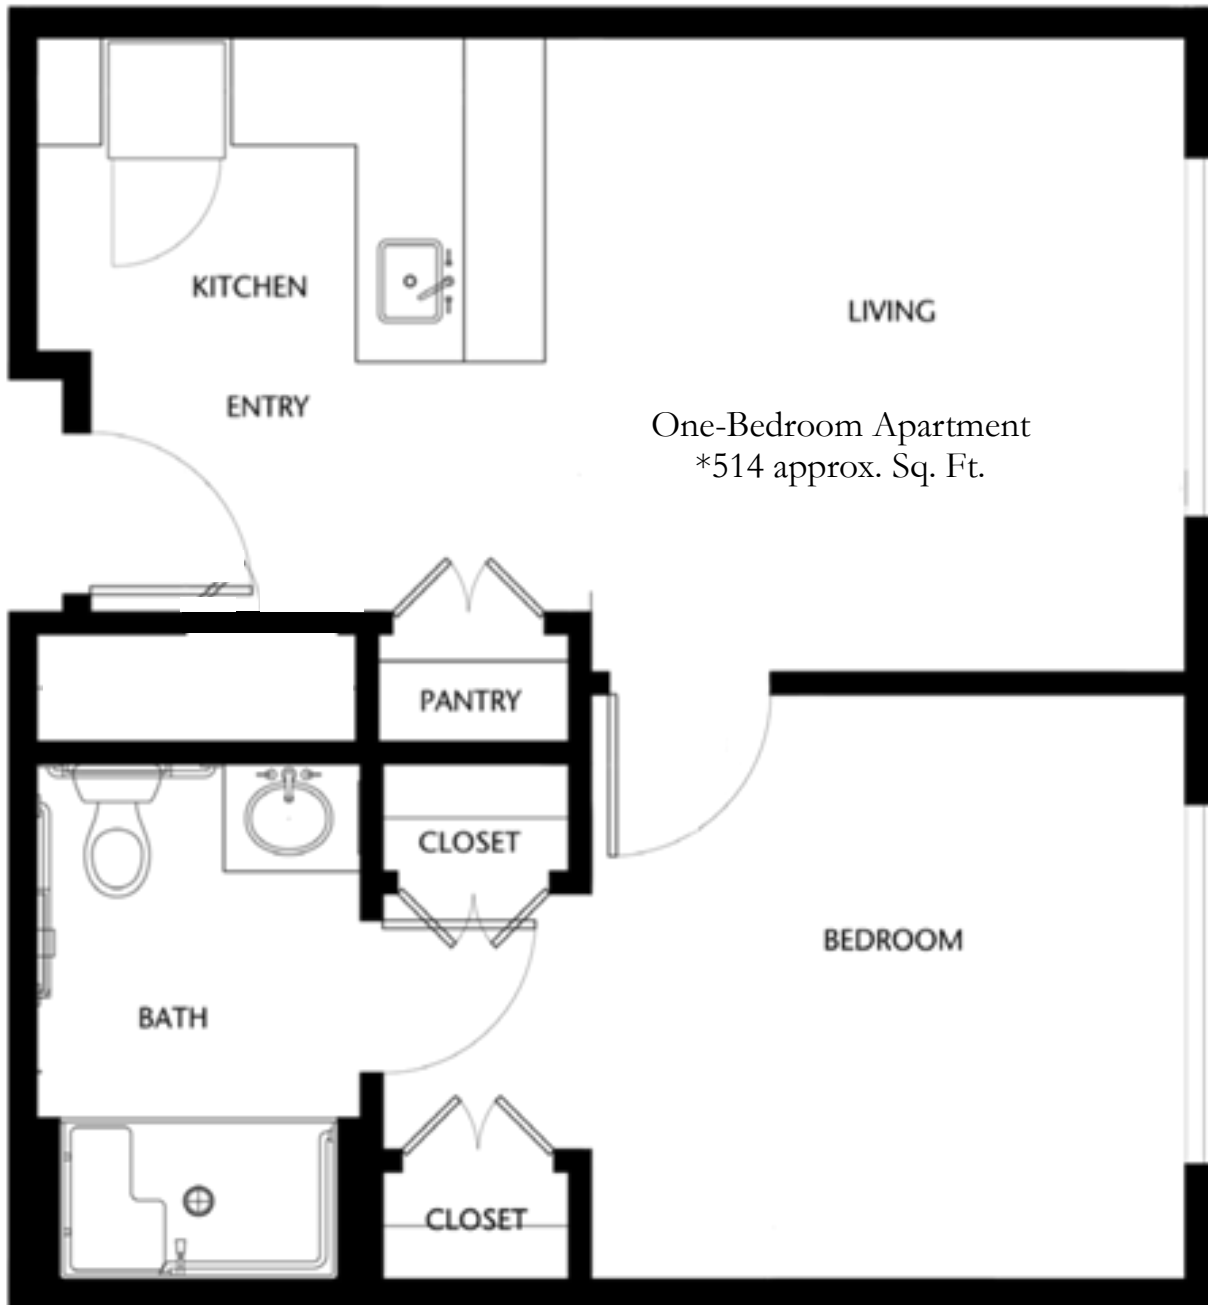 KITCHEN
LIVING
ENTRY
One-Bedroom Apartment
*514 approx. Sq. Ft.
PANTRY
CLOSET
BEDROOM
BATH
CLOSET